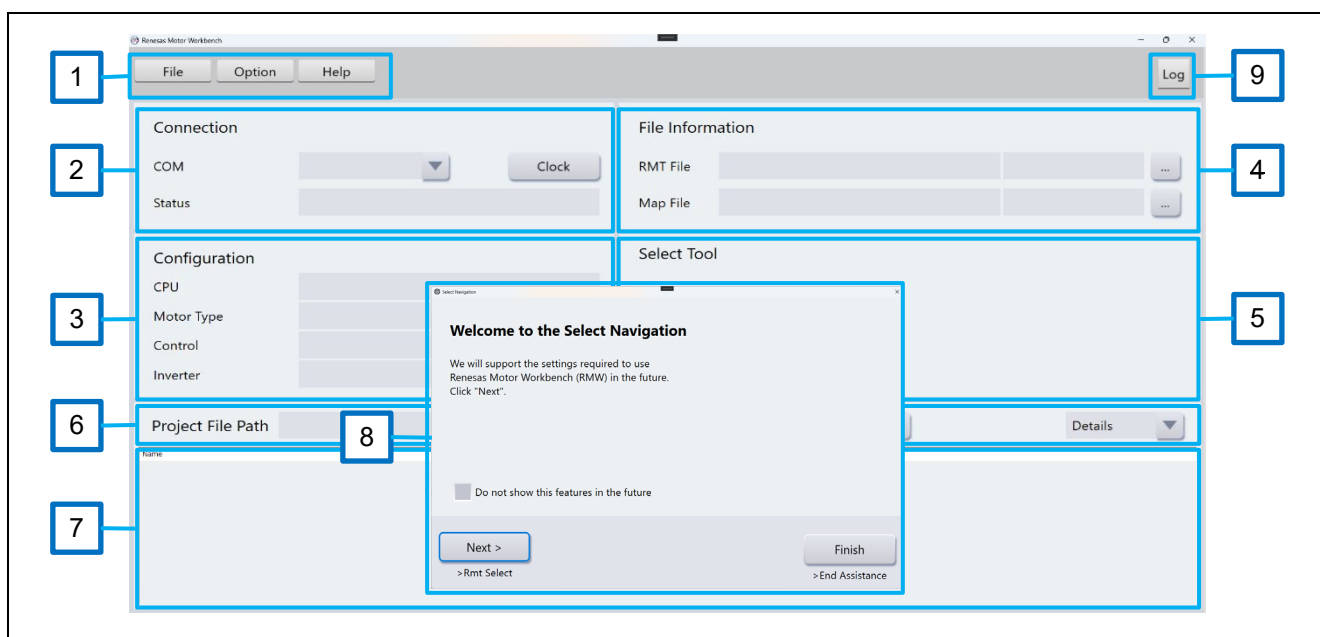 Renesas Motor Workbench
1
File Option Help
Log
9
Connection
File Information
2
COM
Clock
RMT File
...
4
Status
Map File
...
Configuration
Select Tool
CPU
Select Navigation
3
Motor Type
Welcome to the Select Navigation
5
Control
Inverter
We will support the settings required to use
Renesas Motor Workbench (RMW) in the future.
Click "Next".
6
Project File Path
8
Details
Name
7
Do not show this features in the future
Next >
Finish
>Rmt Select
>End Assistance